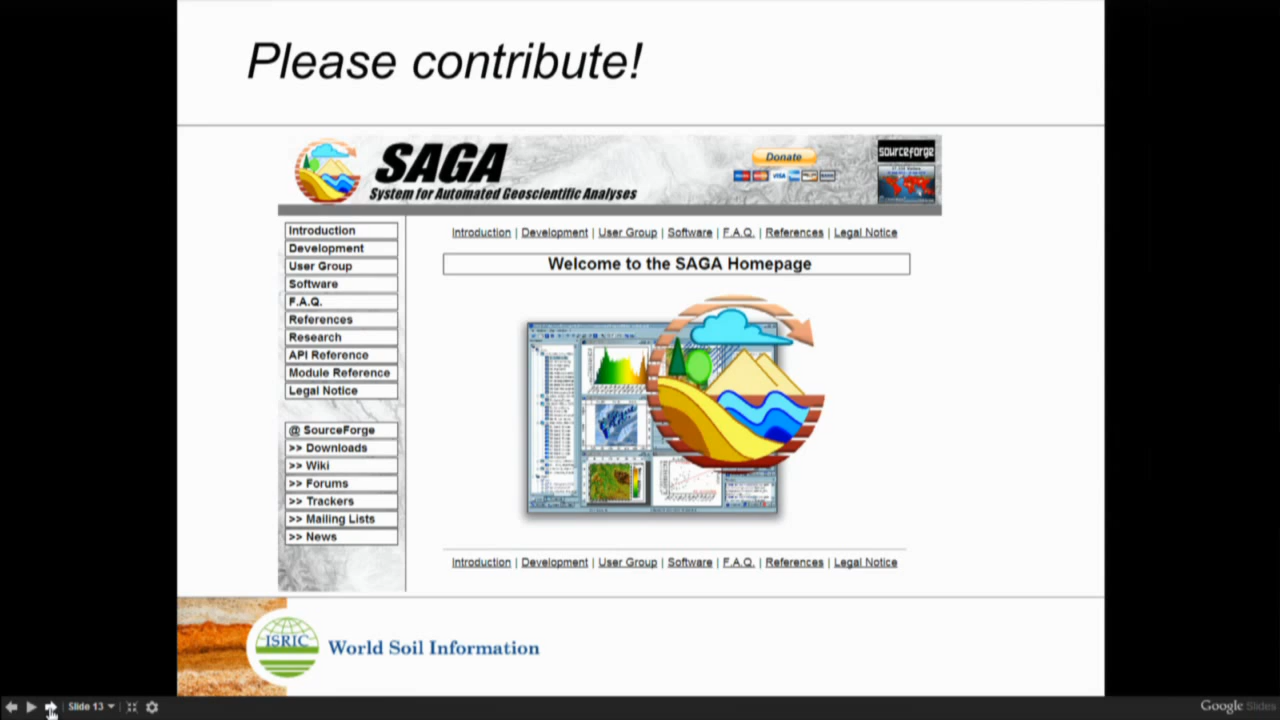 Please contribute!
SAGA
System for Automated Geoscientific Analyses
Donate
VISA
sourceforge
Introduction
Development
User Group
Software
F.A.Q.
References
Research
API Reference
Module Reference
Legal Notice
@ SourceForge
>> Downloads
>> Wiki
>> Forums
>> Trackers
>> Mailing Lists
>> News
Introduction | Development | User Group | Software | F.A.Q. | References | Legal Notice
Welcome to the SAGA Homepage
Introduction | Development | User Group | Software | F.A.Q. | References | Legal Notice
ISRIC
World Soil Information
Slide 13
Google Slides